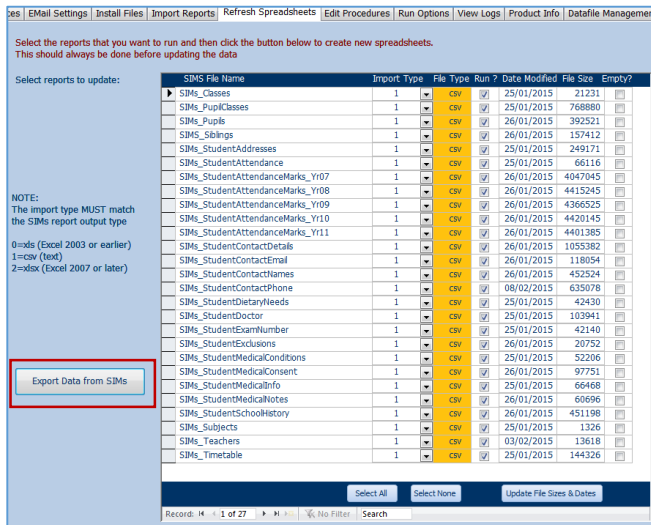 ces EMail Settings Install Files Import Reports Refresh Spreadsheets Edit Procedures Run Options View Logs Product Info Datafile Managemer
Select the reports that you want to run and then click the button below to create new spreadsheets.
This should always be done before updating the data
Select reports to update:
SIMS File Name Import Type File Type Run ? Date Modified File Size Empty?
SIMs_Classes 1 csv 25/01/2015 21231
SIMs_PupilClasses 1 csv 25/01/2015 768880
SIMs_Pupils 1 csv 26/01/2015 392521
SIMS_Siblings 1 csv 26/01/2015 157412
SIMs_StudentAddresses 1 csv 25/01/2015 249171
SIMs_StudentAttendance 1 csv 25/01/2015 66116
SIMs_StudentAttendanceMarks_Yr07 1 csv 26/01/2015 4047045
SIMs_StudentAttendanceMarks_Yr08 1 csv 26/01/2015 4415245
SIMs_StudentAttendanceMarks_Yr09 1 csv 26/01/2015 4366525
SIMs_StudentAttendanceMarks_Yr10 1 csv 26/01/2015 4420145
SIMs_StudentAttendanceMarks_Yr11 1 csv 26/01/2015 4401385
SIMs_StudentContactDetails 1 csv 26/01/2015 1055382
SIMs_StudentContactEmail 1 csv 26/01/2015 118054
SIMs_StudentContactNames 1 csv 26/01/2015 452524
SIMs_StudentContactPhone 1 csv 08/02/2015 635078
SIMs_StudentDietaryNeeds 1 csv 25/01/2015 42430
SIMs_StudentDoctor 1 csv 25/01/2015 103941
SIMs_StudentExamNumber 1 csv 26/01/2015 42140
SIMs_StudentExclusions 1 csv 26/01/2015 20752
SIMs_StudentMedicalConditions 1 csv 25/01/2015 52206
SIMs_StudentMedicalConsent 1 csv 26/01/2015 97751
SIMs_StudentMedicalInfo 1 csv 25/01/2015 66468
SIMs_StudentMedicalNotes 1 csv 26/01/2015 60696
SIMs_StudentSchoolHistory 1 csv 26/01/2015 451198
SIMs_Subjects 1 csv 25/01/2015 1326
SIMs_Teachers 1 csv 03/02/2015 13618
SIMs_Timetable 1 csv 25/01/2015 144326
NOTE:
The import type MUST match
the SIMs report output type
0=xls (Excel 2003 or earlier)
1=csv (text)
2=xlsx (Excel 2007 or later)
Export Data from SIMs
Select All Select None Update File Sizes & Dates
Record: 1 of 27 No Filter Search